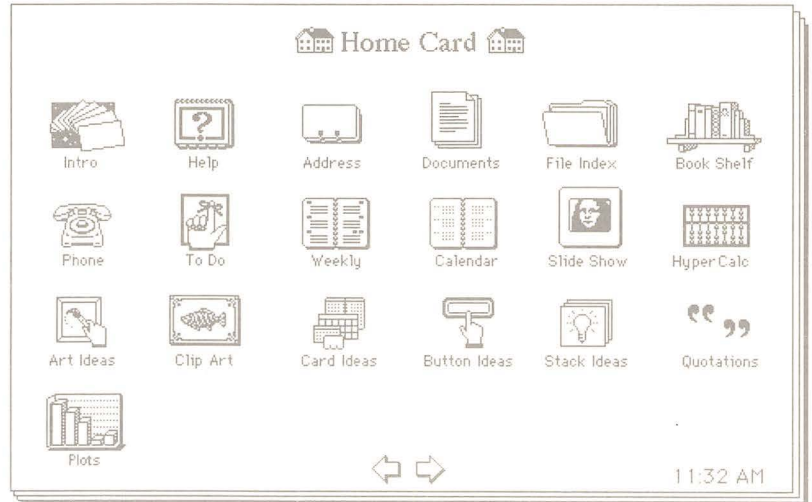 Home Card
Intro Help Address Documents File Index Book Shelf
Phone To Do Weekly Calendar Slide Show HyperCalc
Art Ideas Clip Art Card Ideas Button Ideas Stack Ideas Quotations
Plots
11:32 AM